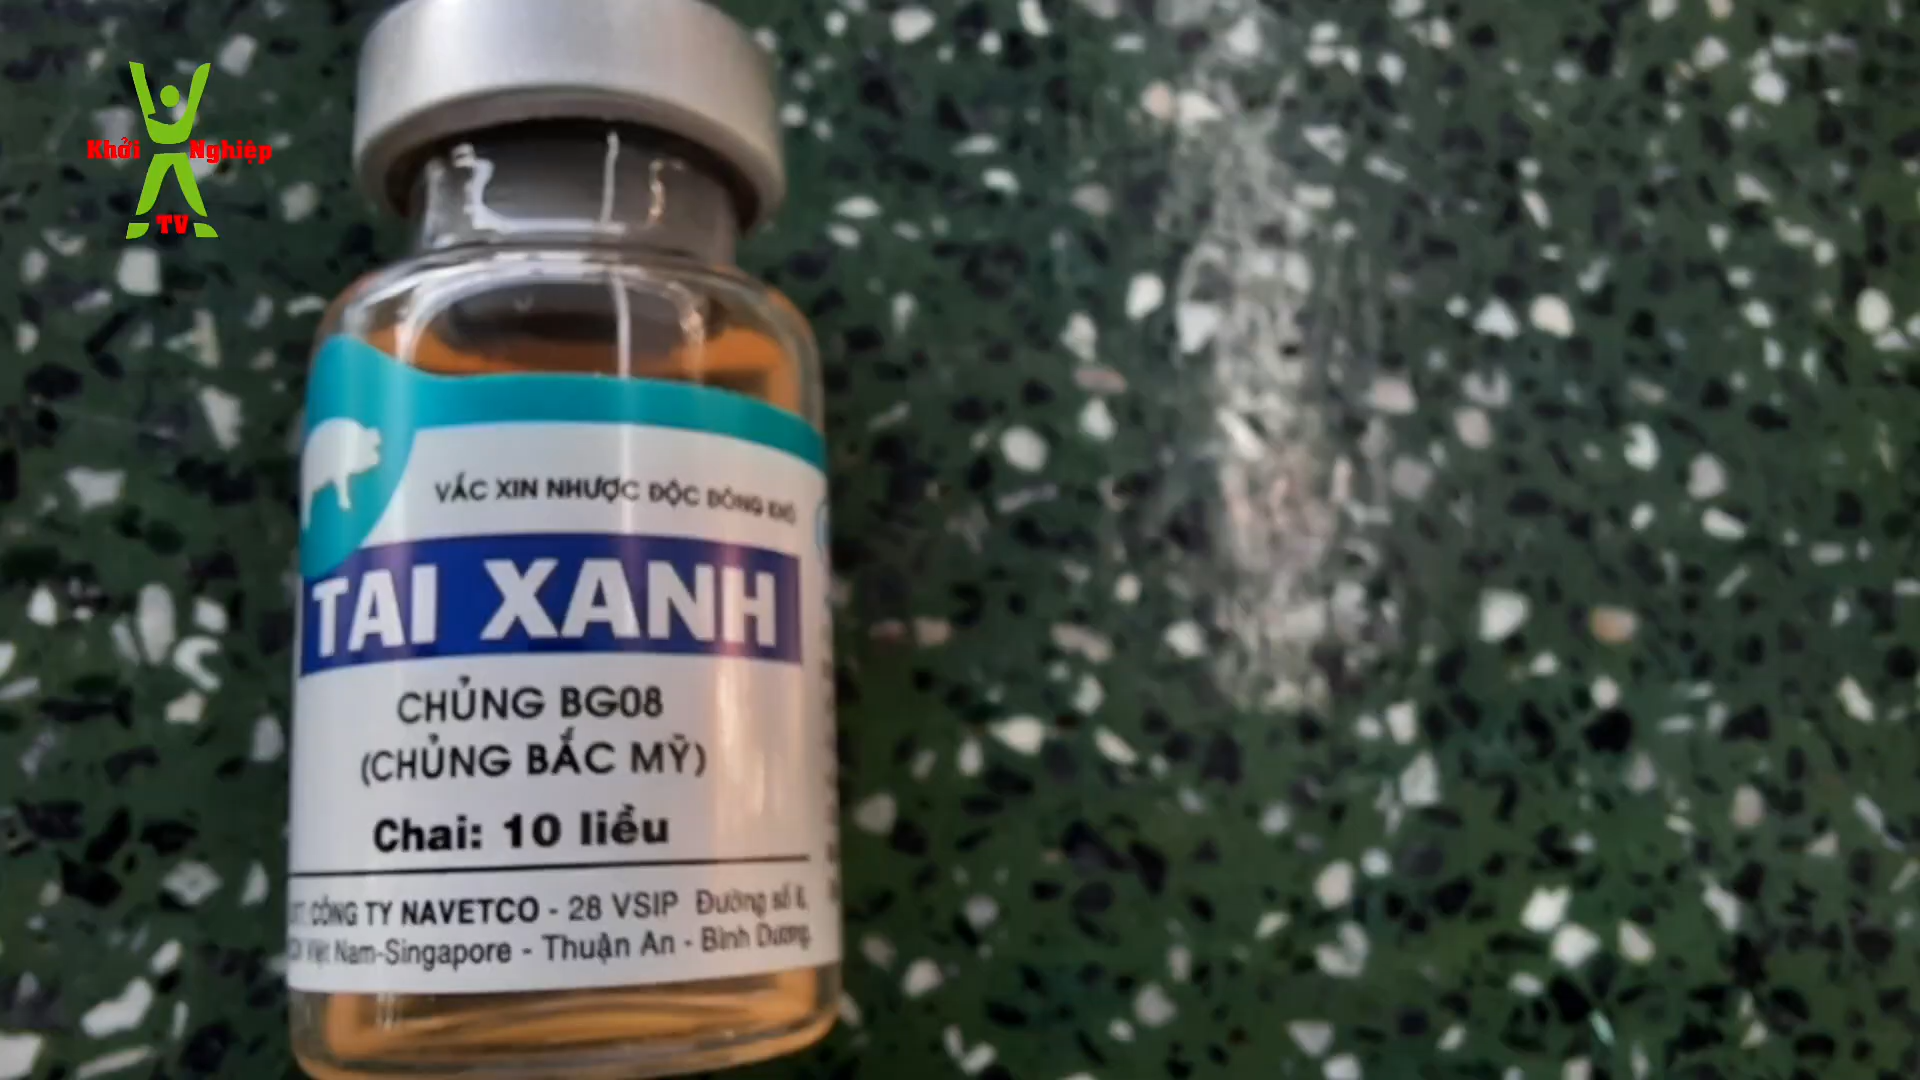 Khởi Nghiệp
TV
VẮC XIN NHƯỢC ĐỘC ĐÔNG KHÔ
TAI XANH
CHỦNG BG08
(CHỦNG BẮC MỸ)
Chai: 10 liều
CÔNG TY NAVETCO - 28 VSIP Đường số 6,
Việt Nam-Singapore - Thuận An - Bình Dương,